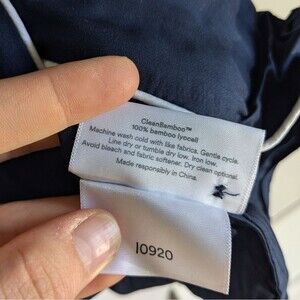 CleanBamboo™
100% bamboo lyocell
Machine wash cold with like fabrics. Gentle cycle.
Line dry or tumble dry low. Iron low.
Avoid bleach and fabric softener. Dry clean optional.
Made responsibly in China.
I0920